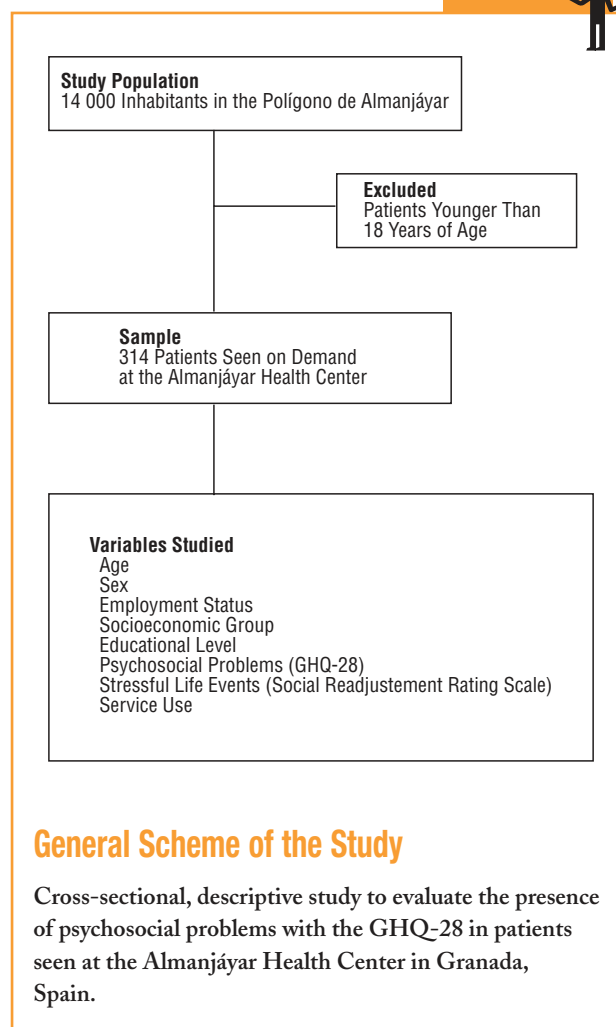 Study Population
14 000 Inhabitants in the Polígono de Almanjáyar
Excluded
Patients Younger Than
18 Years of Age
Sample
314 Patients Seen on Demand
at the Almanjáyar Health Center
Variables Studied
Age
Sex
Employment Status
Socioeconomic Group
Educational Level
Psychosocial Problems (GHQ-28)
Stressful Life Events (Social Readjustement Rating Scale)
Service Use
General Scheme of the Study
Cross-sectional, descriptive study to evaluate the presence
of psychosocial problems with the GHQ-28 in patients
seen at the Almanjáyar Health Center in Granada,
Spain.